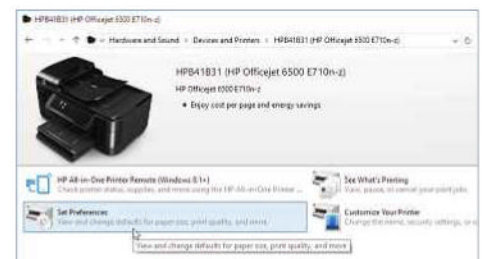 HPB41B31 (HP Officejet 6500 E710n-z)
Hardware and Sound › Devices and Printers › HPB41B31 (HP Officejet 6500 E710n-z)
HPB41B31 (HP Officejet 6500 E710n-z)
HP Officejet 6500 E710n-z
Enjoy cost per page and energy savings
HP All-in-One Printer Remote (Windows 8.1+)
Check printer status, supplies, and more using the HP All-in-One Printer ...
See What's Printing
View, pause, or cancel your print jobs.
Set Preferences
View and change defaults for paper size, print quality, and more.
Customize Your Printer
Change the name, security settings, or
View and change defaults for paper size, print quality, and more